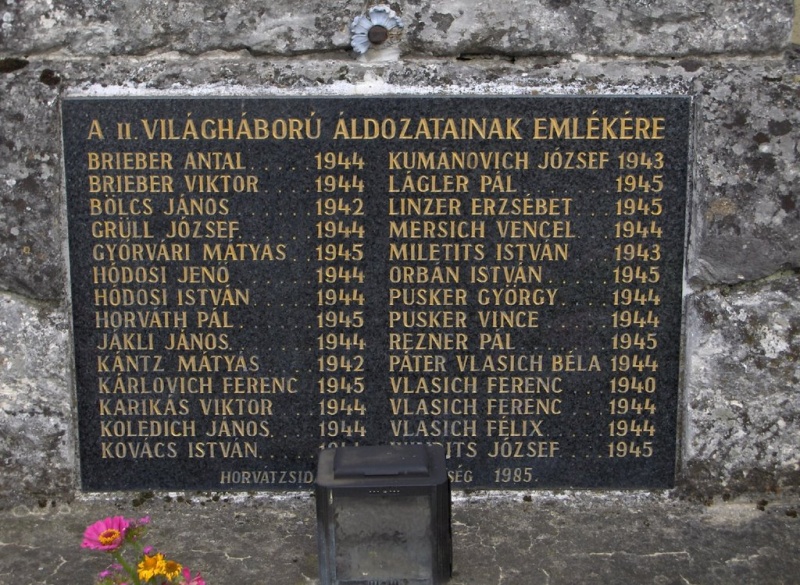 A II. VILÁGHÁBORÚ ÁLDOZATAINAK EMLÉKÉRE
BRIEBER ANTAL .... 1944
BRIEBER VIKTOR .... 1944
BÖLCS JÁNOS .... 1942
GRÜLL JÓZSEF .... 1944
GYŐRVÁRI MÁTYÁS . 1945
HÓDOSI JENŐ .... 1944
HÓDOSI ISTVÁN .... 1944
HORVÁTH PÁL .... 1945
JÁKLI JÁNOS .... 1944
KÁNTZ MÁTYÁS .... 1942
KÁRLOVICH FERENC 1945
KARIKÁS VIKTOR .. 1944
KOLEDICH JÁNOS .. 1944
KOVÁCS ISTVÁN ....
KUMANOVICH JÓZSEF 1943
LÁGLER PÁL .... 1945
LINZER ERZSÉBET ... 1945
MERSICH VENCEL ... 1944
MILETITS ISTVÁN ... 1943
ORBÁN ISTVÁN .... 1945
PUSKER GYÖRGY .... 1944
PUSKER VINCE .... 1944
REZNER PÁL .... 1945
PÁTER VLASICH BÉLA 1944
VLASICH FERENC ... 1940
VLASICH FERENC ... 1944
VLASICH FÉLIX .... 1944
JÓZSEF ... 1945
1985.